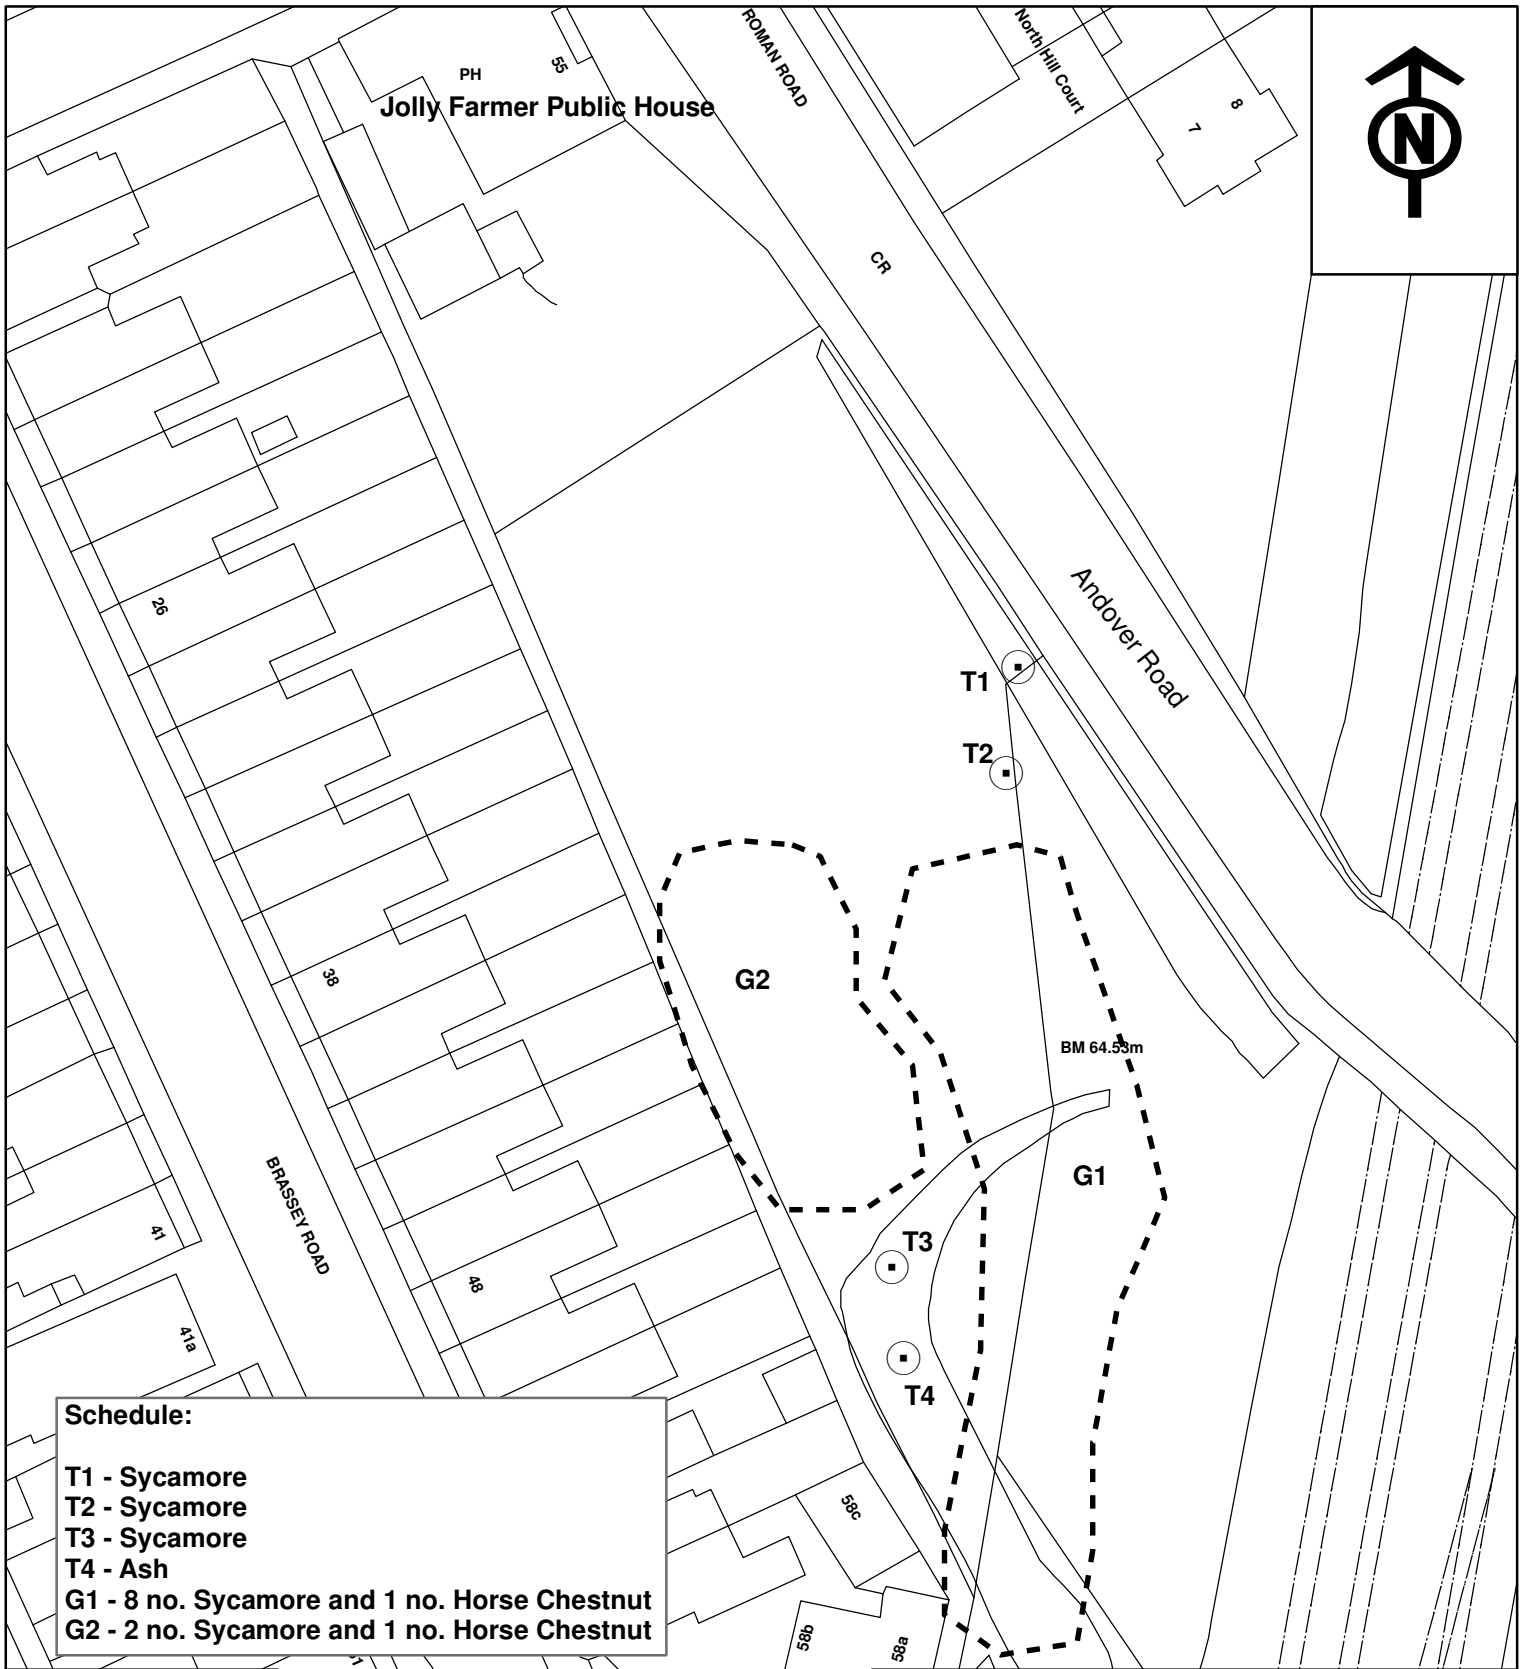 PH
55
Jolly Farmer Public House
ROMAN ROAD
North Hill Court
8
7
N
CR
26
Andover Road
T1
T2
38
G2
BM 64.53m
G1
BRASSEY ROAD
41
T3
48
41a
T4
58c
58b
58a
Schedule:
T1 - Sycamore
T2 - Sycamore
T3 - Sycamore
T4 - Ash
G1 - 8 no. Sycamore and 1 no. Horse Chestnut
G2 - 2 no. Sycamore and 1 no. Horse Chestnut